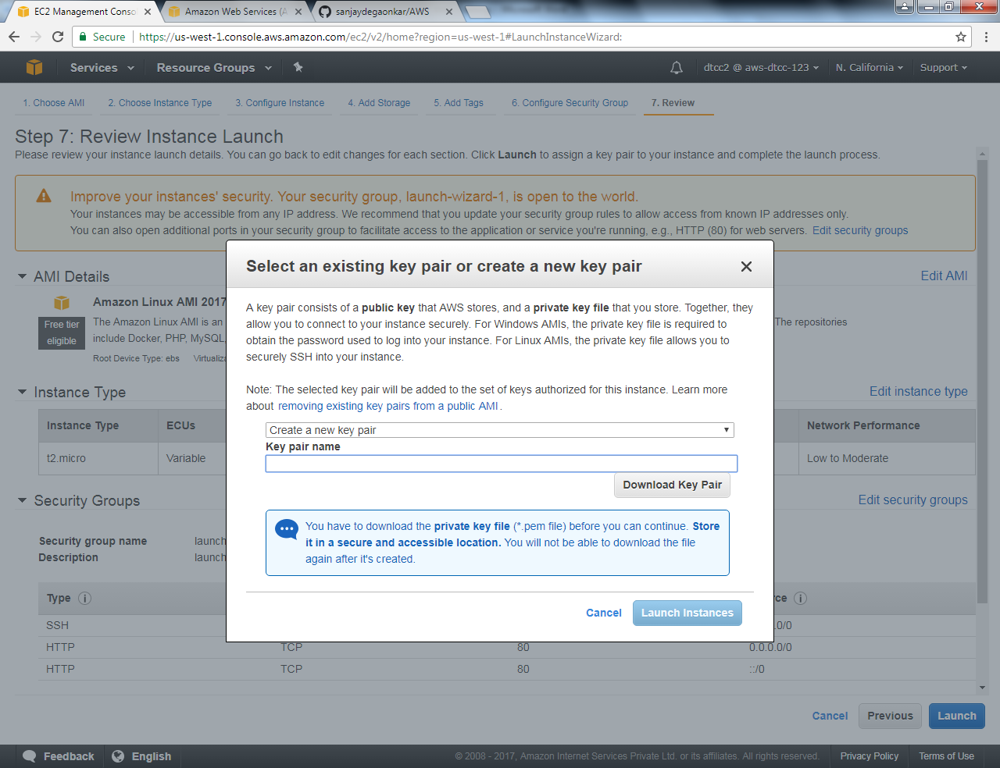 EC2 Management Conso
Amazon Web Services (A
sanjaydegaonkar/AWS
Secure
https://us-west-1.console.aws.amazon.com/ec2/v2/home?region=us-west-1#LaunchInstanceWizard:
Services
Resource Groups
dtcc2 @ aws-dtcc-123
N. California
Support
1. Choose AMI
2. Choose Instance Type
3. Configure Instance
4. Add Storage
5. Add Tags
6. Configure Security Group
7. Review
Step 7: Review Instance Launch
Please review your instance launch details. You can go back to edit changes for each section. Click Launch to assign a key pair to your instance and complete the launch process.
Improve your instances' security. Your security group, launch-wizard-1, is open to the world.
Your instances may be accessible from any IP address. We recommend that you update your security group rules to allow access from known IP addresses only.
You can also open additional ports in your security group to facilitate access to the application or service you're running, e.g., HTTP (80) for web servers. Edit security groups
AMI Details
Edit AMI
Amazon Linux AMI 2017
Free tier
eligible
The Amazon Linux AMI is an
The repositories
include Docker, PHP, MySQL,
Root Device Type: ebs
Virtualiza
Instance Type
Edit instance type
Instance Type
ECUs
Network Performance
t2.micro
Variable
Low to Moderate
Security Groups
Edit security groups
Security group name
launch
Description
launch
Type
rce
SSH
.0/0
HTTP
TCP
80
0.0.0.0/0
HTTP
TCP
80
::/0
Select an existing key pair or create a new key pair
A key pair consists of a public key that AWS stores, and a private key file that you store. Together, they
allow you to connect to your instance securely. For Windows AMIs, the private key file is required to
obtain the password used to log into your instance. For Linux AMIs, the private key file allows you to
securely SSH into your instance.
Note: The selected key pair will be added to the set of keys authorized for this instance. Learn more
about removing existing key pairs from a public AMI.
Create a new key pair
Key pair name
Download Key Pair
You have to download the private key file (*.pem file) before you can continue. Store
it in a secure and accessible location. You will not be able to download the file
again after it's created.
Cancel
Launch Instances
Cancel
Previous
Launch
Feedback
English
© 2008 - 2017, Amazon Internet Services Private Ltd. or its affiliates. All rights reserved.
Privacy Policy
Terms of Use